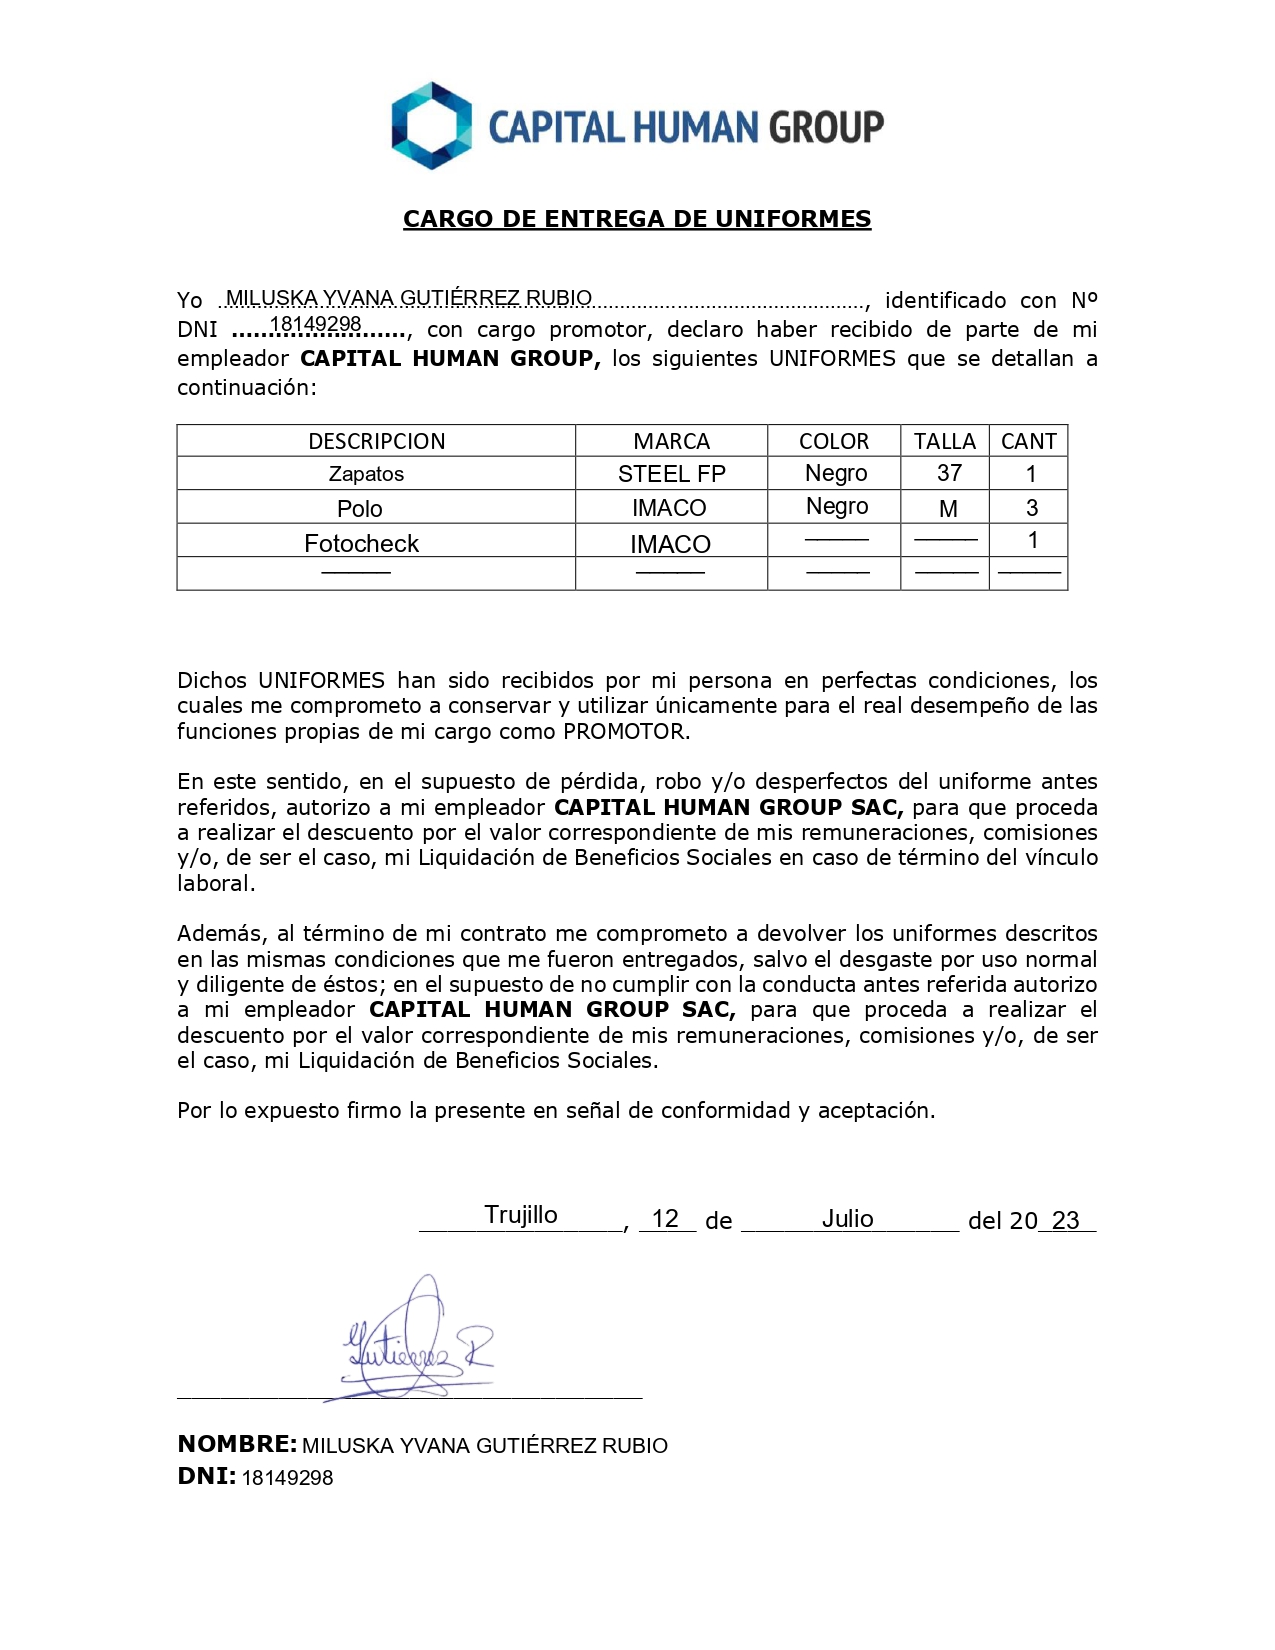 CAPITAL HUMAN GROUP
CARGO DE ENTREGA DE UNIFORMES
Yo ..MILUSKA YVANA GUTIÉRREZ RUBIO.........................................., identificado con Nº
DNI .....18149298......, con cargo promotor, declaro haber recibido de parte de mi
empleador CAPITAL HUMAN GROUP, los siguientes UNIFORMES que se detallan a
continuación:
DESCRIPCION MARCA COLOR TALLA CANT
Zapatos STEEL FP Negro 37 1
Polo IMACO Negro M 3
Fotocheck IMACO _____ _____ 1
_____ _____ _____ _____ _____
Dichos UNIFORMES han sido recibidos por mi persona en perfectas condiciones, los
cuales me comprometo a conservar y utilizar únicamente para el real desempeño de las
funciones propias de mi cargo como PROMOTOR.
En este sentido, en el supuesto de pérdida, robo y/o desperfectos del uniforme antes
referidos, autorizo a mi empleador CAPITAL HUMAN GROUP SAC, para que proceda
a realizar el descuento por el valor correspondiente de mis remuneraciones, comisiones
y/o, de ser el caso, mi Liquidación de Beneficios Sociales en caso de término del vínculo
laboral.
Además, al término de mi contrato me comprometo a devolver los uniformes descritos
en las mismas condiciones que me fueron entregados, salvo el desgaste por uso normal
y diligente de éstos; en el supuesto de no cumplir con la conducta antes referida autorizo
a mi empleador CAPITAL HUMAN GROUP SAC, para que proceda a realizar el
descuento por el valor correspondiente de mis remuneraciones, comisiones y/o, de ser
el caso, mi Liquidación de Beneficios Sociales.
Por lo expuesto firmo la presente en señal de conformidad y aceptación.
Trujillo, 12 de Julio del 2023
Gutierrez R
NOMBRE: MILUSKA YVANA GUTIÉRREZ RUBIO
DNI: 18149298